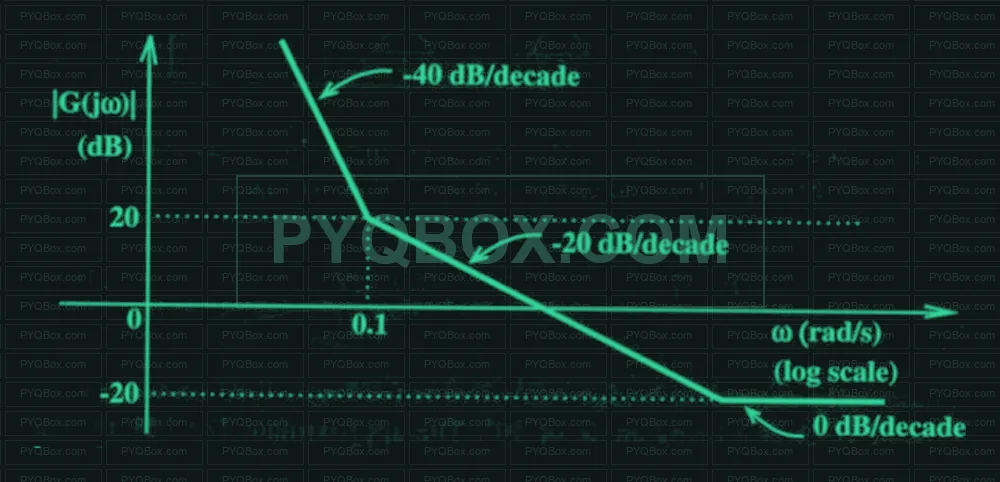 -40 dB/decade
|G(jω)|
(dB)
20
PYQBOX.COM
-20 dB/decade
0
0.1
ω (rad/s)
(log scale)
-20
0 dB/decade